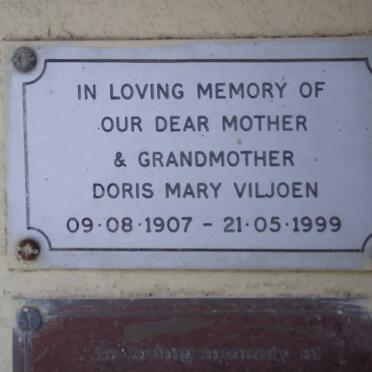 IN LOVING MEMORY OF
OUR DEAR MOTHER
& GRANDMOTHER
DORIS MARY VILJOEN
09·08·1907 – 21·05·1999